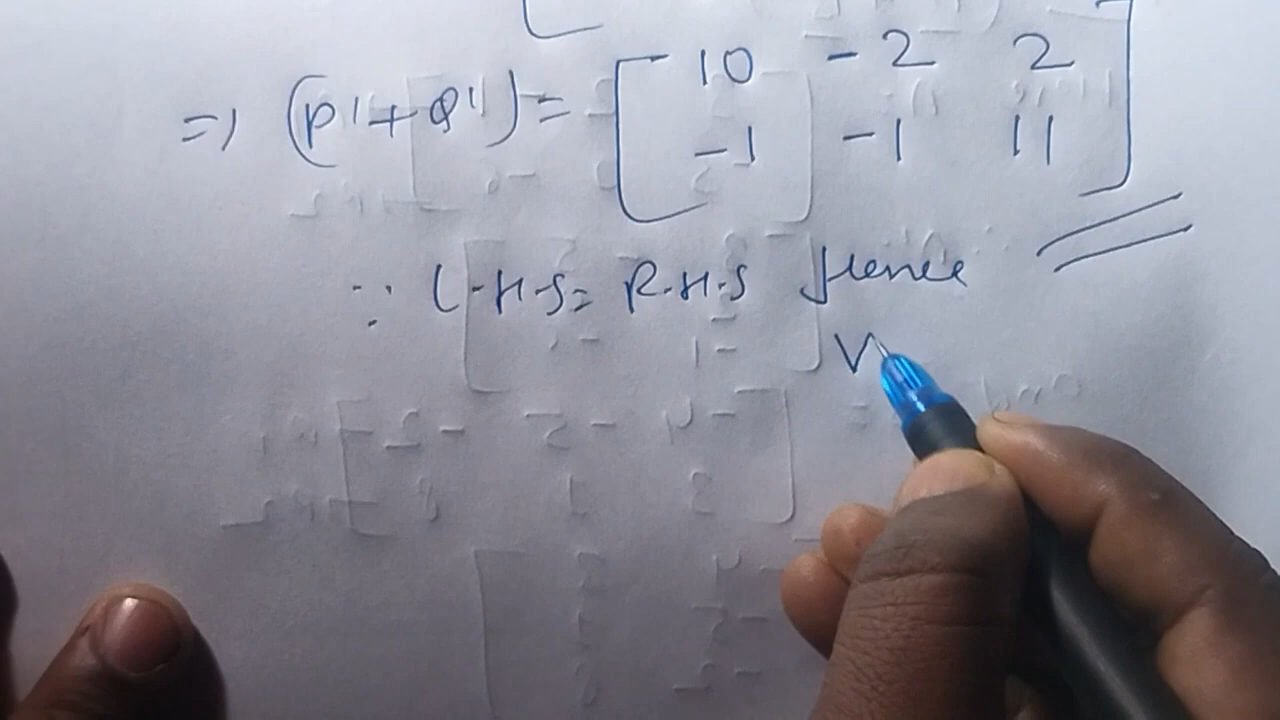 =) (P' + Q') = [ 10 -2 2
-1 -1 11 ]
∵ L.H.S = R.H.S Hence
V